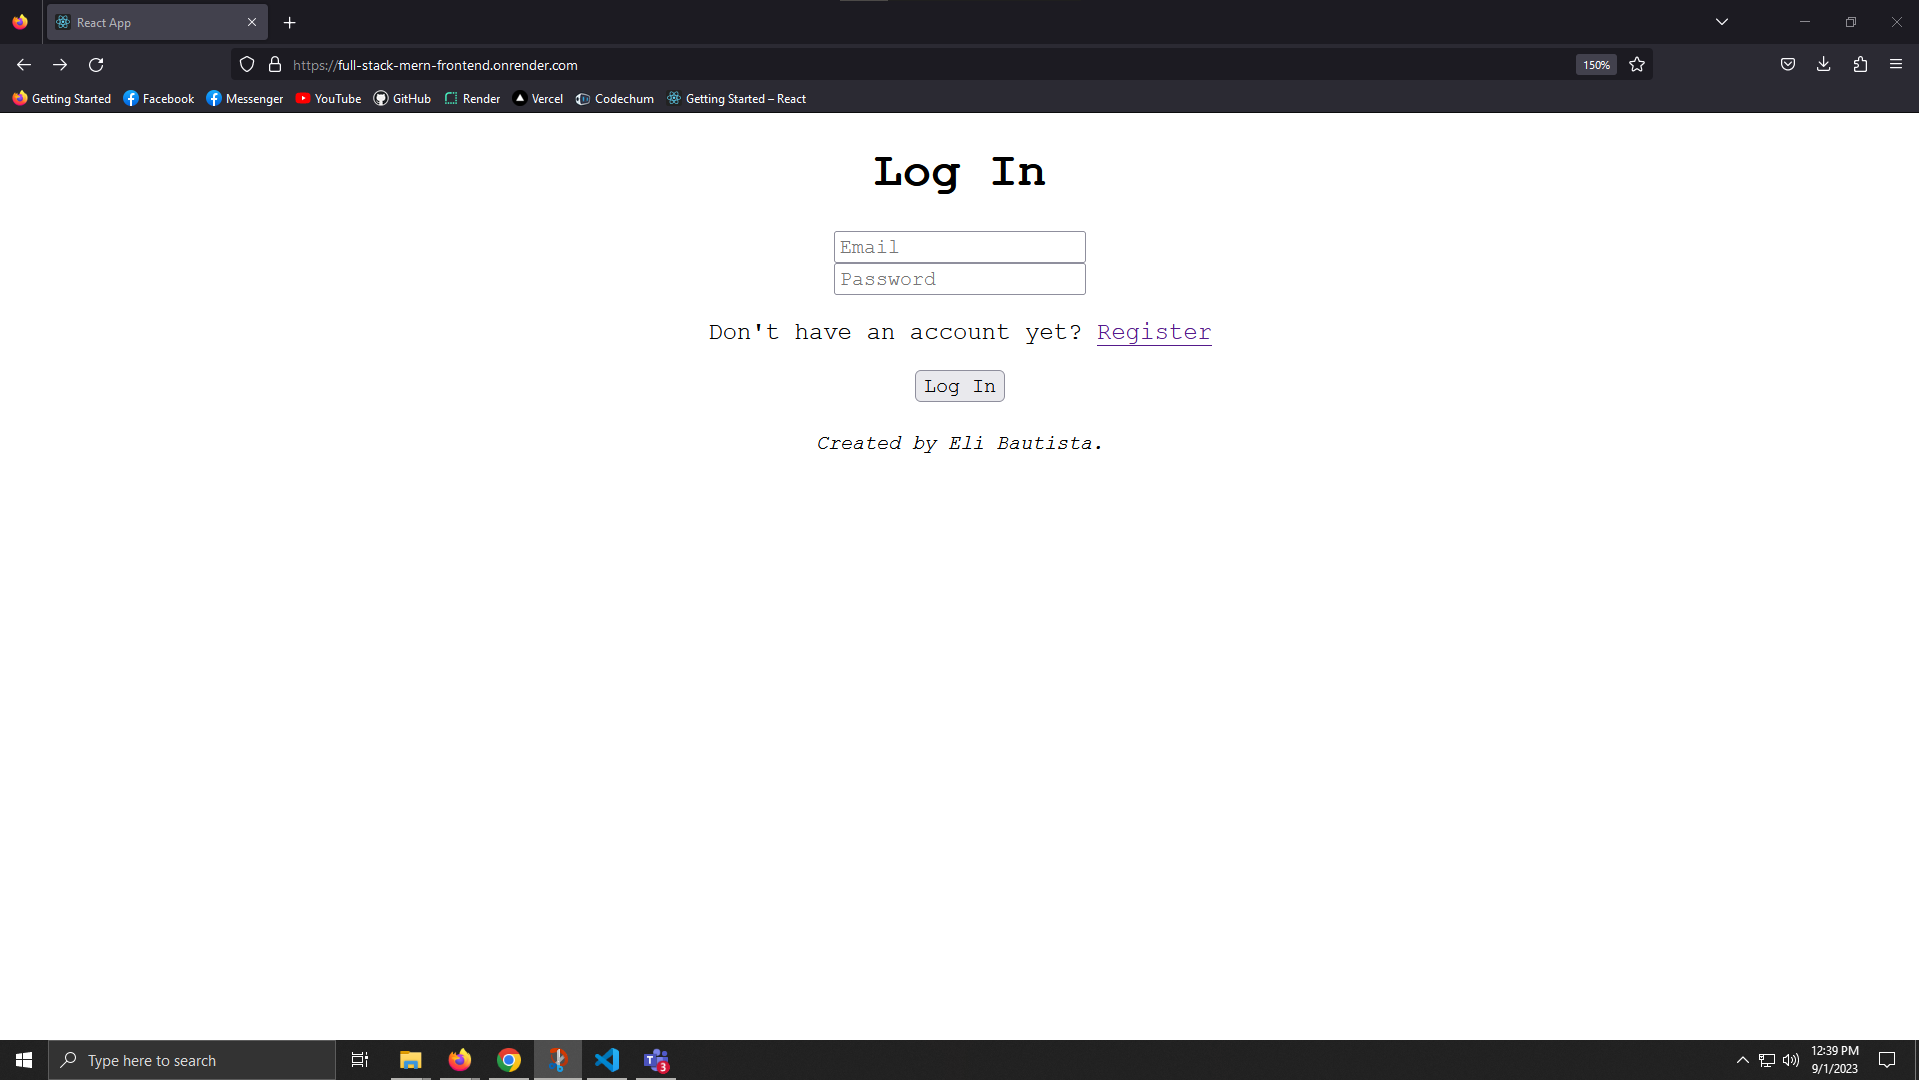 React App
https://full-stack-mern-frontend.onrender.com
150%
Getting Started
Facebook
Messenger
YouTube
GitHub
Render
Vercel
Codechum
Getting Started – React
Log In
Email
Password
Don't have an account yet? Register
Log In
Created by Eli Bautista.
Type here to search
T
3
12:39 PM
9/1/2023